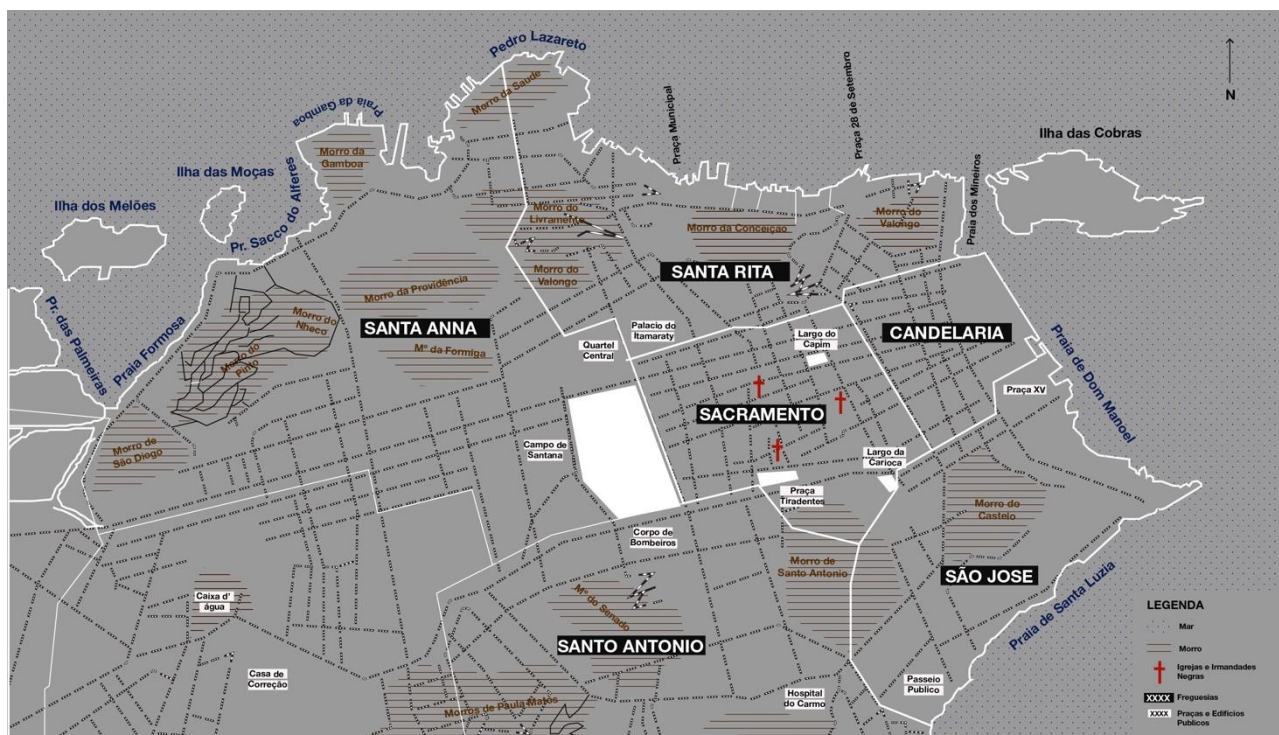 Pedro Lazareto
Morro da Saude
Praia da Gamboa
Praça Municipal
Praça 28 de Setembro
N
Ilha das Cobras
Morro da
Gamboa
Ilha das Moças
Pr. Sacco do Alferes
Ilha dos Melões
Morro do
Livramento
Morro da Conceição
Morro do
Valongo
Praia dos Mineiros
Morro do
Valongo
SANTA RITA
Morro da Providência
SANTA ANNA
Mº da Formiga
Morro do
Nheco
Morro do
Pinto
Praia Formosa
Pr. das Palmeiras
Quartel
Central
Palacio do
Itamaraty
Largo do
Capim
CANDELARIA
Praça XV
Praia de Dom Manoel
SACRAMENTO
Morro de
São Diogo
Campo de
Santana
Largo da
Carioca
Praça
Tiradentes
Morro do
Castelo
Corpo de
Bombeiros
Morro de
Santo Antonio
SÃO JOSE
Caixa d'
água
Mº do Senado
SANTO ANTONIO
Praia de Santa Luzia
Casa de
Correção
Morros de Paula Matos
Hospital
do Carmo
Passeio
Publico
LEGENDA
Mar
Morro
Igrejas e Irmandades
Negras
XXXX Freguesias
XXXX Praças e Edifícios
Publicos